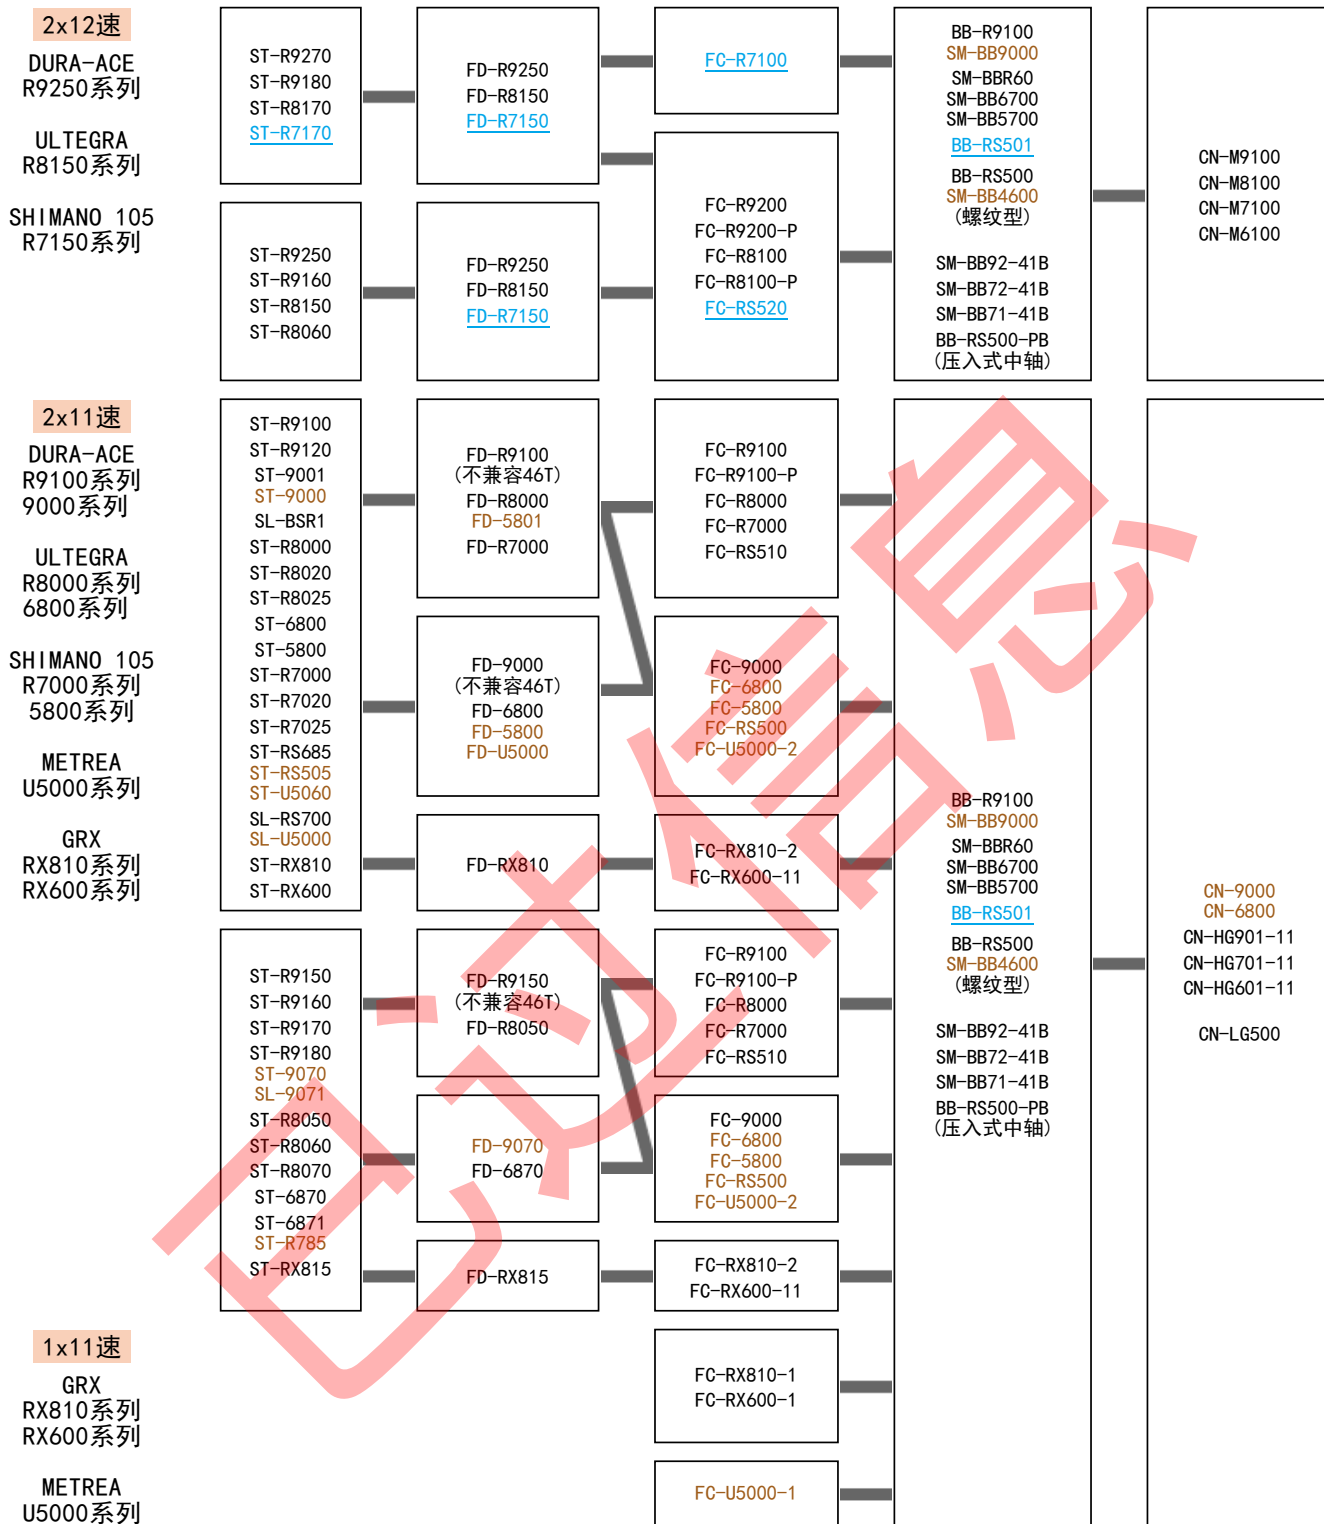 2x12速
DURA-ACE
R9250系列
ULTEGRA
R8150系列
SHIMANO 105
R7150系列
ST-R9270
ST-R9180
ST-R8170
ST-R7170
ST-R9250
ST-R9160
ST-R8150
ST-R8060
FD-R9250
FD-R8150
FD-R7150
FD-R9250
FD-R8150
FD-R7150
FC-R7100
FC-R9200
FC-R9200-P
FC-R8100
FC-R8100-P
FC-RS520
BB-R9100
SM-BB9000
SM-BBR60
SM-BB6700
SM-BB5700
BB-RS501
BB-RS500
SM-BB4600
(螺纹型)
SM-BB92-41B
SM-BB72-41B
SM-BB71-41B
BB-RS500-PB
(压入式中轴)
CN-M9100
CN-M8100
CN-M7100
CN-M6100
2x11速
DURA-ACE
R9100系列
9000系列
ULTEGRA
R8000系列
6800系列
SHIMANO 105
R7000系列
5800系列
METREA
U5000系列
GRX
RX810系列
RX600系列
ST-R9100
ST-R9120
ST-9001
ST-9000
SL-BSR1
ST-R8000
ST-R8020
ST-R8025
ST-6800
ST-5800
ST-R7000
ST-R7020
ST-R7025
ST-RS685
ST-RS505
ST-U5060
SL-RS700
SL-U5000
ST-RX810
ST-RX600
FD-R9100
(不兼容46T)
FD-R8000
FD-5801
FD-R7000
FD-9000
(不兼容46T)
FD-6800
FD-5800
FD-U5000
FD-RX810
FC-R9100
FC-R9100-P
FC-R8000
FC-R7000
FC-RS510
FC-9000
FC-6800
FC-5800
FC-RS500
FC-U5000-2
FC-RX810-2
FC-RX600-11
ST-R9150
ST-R9160
ST-R9170
ST-R9180
ST-9070
SL-9071
ST-R8050
ST-R8060
ST-R8070
ST-6870
ST-6871
ST-R785
ST-RX815
FD-R9150
(不兼容46T)
FD-R8050
FD-9070
FD-6870
FD-RX815
FC-R9100
FC-R9100-P
FC-R8000
FC-R7000
FC-RS510
FC-9000
FC-6800
FC-5800
FC-RS500
FC-U5000-2
FC-RX810-2
FC-RX600-11
BB-R9100
SM-BB9000
SM-BBR60
SM-BB6700
SM-BB5700
BB-RS501
BB-RS500
SM-BB4600
(螺纹型)
SM-BB92-41B
SM-BB72-41B
SM-BB71-41B
BB-RS500-PB
(压入式中轴)
CN-9000
CN-6800
CN-HG901-11
CN-HG701-11
CN-HG601-11
CN-LG500
1x11速
GRX
RX810系列
RX600系列
METREA
U5000系列
FC-RX810-1
FC-RX600-1
FC-U5000-1
已过信息